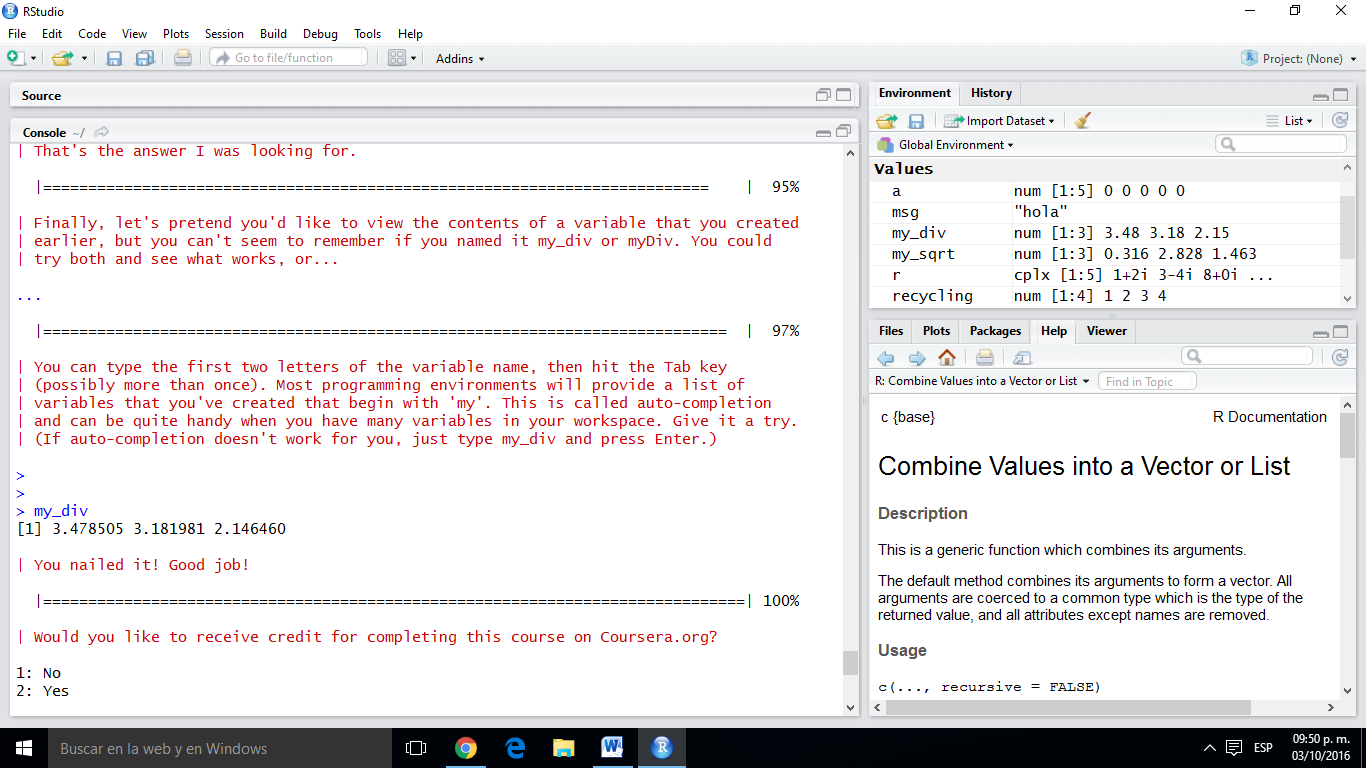 RStudio
File Edit Code View Plots Session Build Debug Tools Help
Go to file/function Addins Project: (None)
Source
Console ~/
| That's the answer I was looking for.
|========================================================================== | 95%
| Finally, let's pretend you'd like to view the contents of a variable that you created
| earlier, but you can't seem to remember if you named it my_div or myDiv. You could
| try both and see what works, or...
...
|============================================================================ | 97%
| You can type the first two letters of the variable name, then hit the Tab key
| (possibly more than once). Most programming environments will provide a list of
| variables that you've created that begin with 'my'. This is called auto-completion
| and can be quite handy when you have many variables in your workspace. Give it a try.
| (If auto-completion doesn't work for you, just type my_div and press Enter.)
>
>
> my_div
[1] 3.478505 3.181981 2.146460
| You nailed it! Good job!
|==============================================================================| 100%
| Would you like to receive credit for completing this course on Coursera.org?
1: No
2: Yes
Environment History
Import Dataset List
Global Environment
Values
a num [1:5] 0 0 0 0 0
msg "hola"
my_div num [1:3] 3.48 3.18 2.15
my_sqrt num [1:3] 0.316 2.828 1.463
r cplx [1:5] 1+2i 3-4i 8+0i ...
recycling num [1:4] 1 2 3 4
Files Plots Packages Help Viewer
R: Combine Values into a Vector or List Find in Topic
c {base} R Documentation
Combine Values into a Vector or List
Description
This is a generic function which combines its arguments.
The default method combines its arguments to form a vector. All
arguments are coerced to a common type which is the type of the
returned value, and all attributes except names are removed.
Usage
c(..., recursive = FALSE)
Buscar en la web y en Windows
ESP
09:50 p. m.
03/10/2016